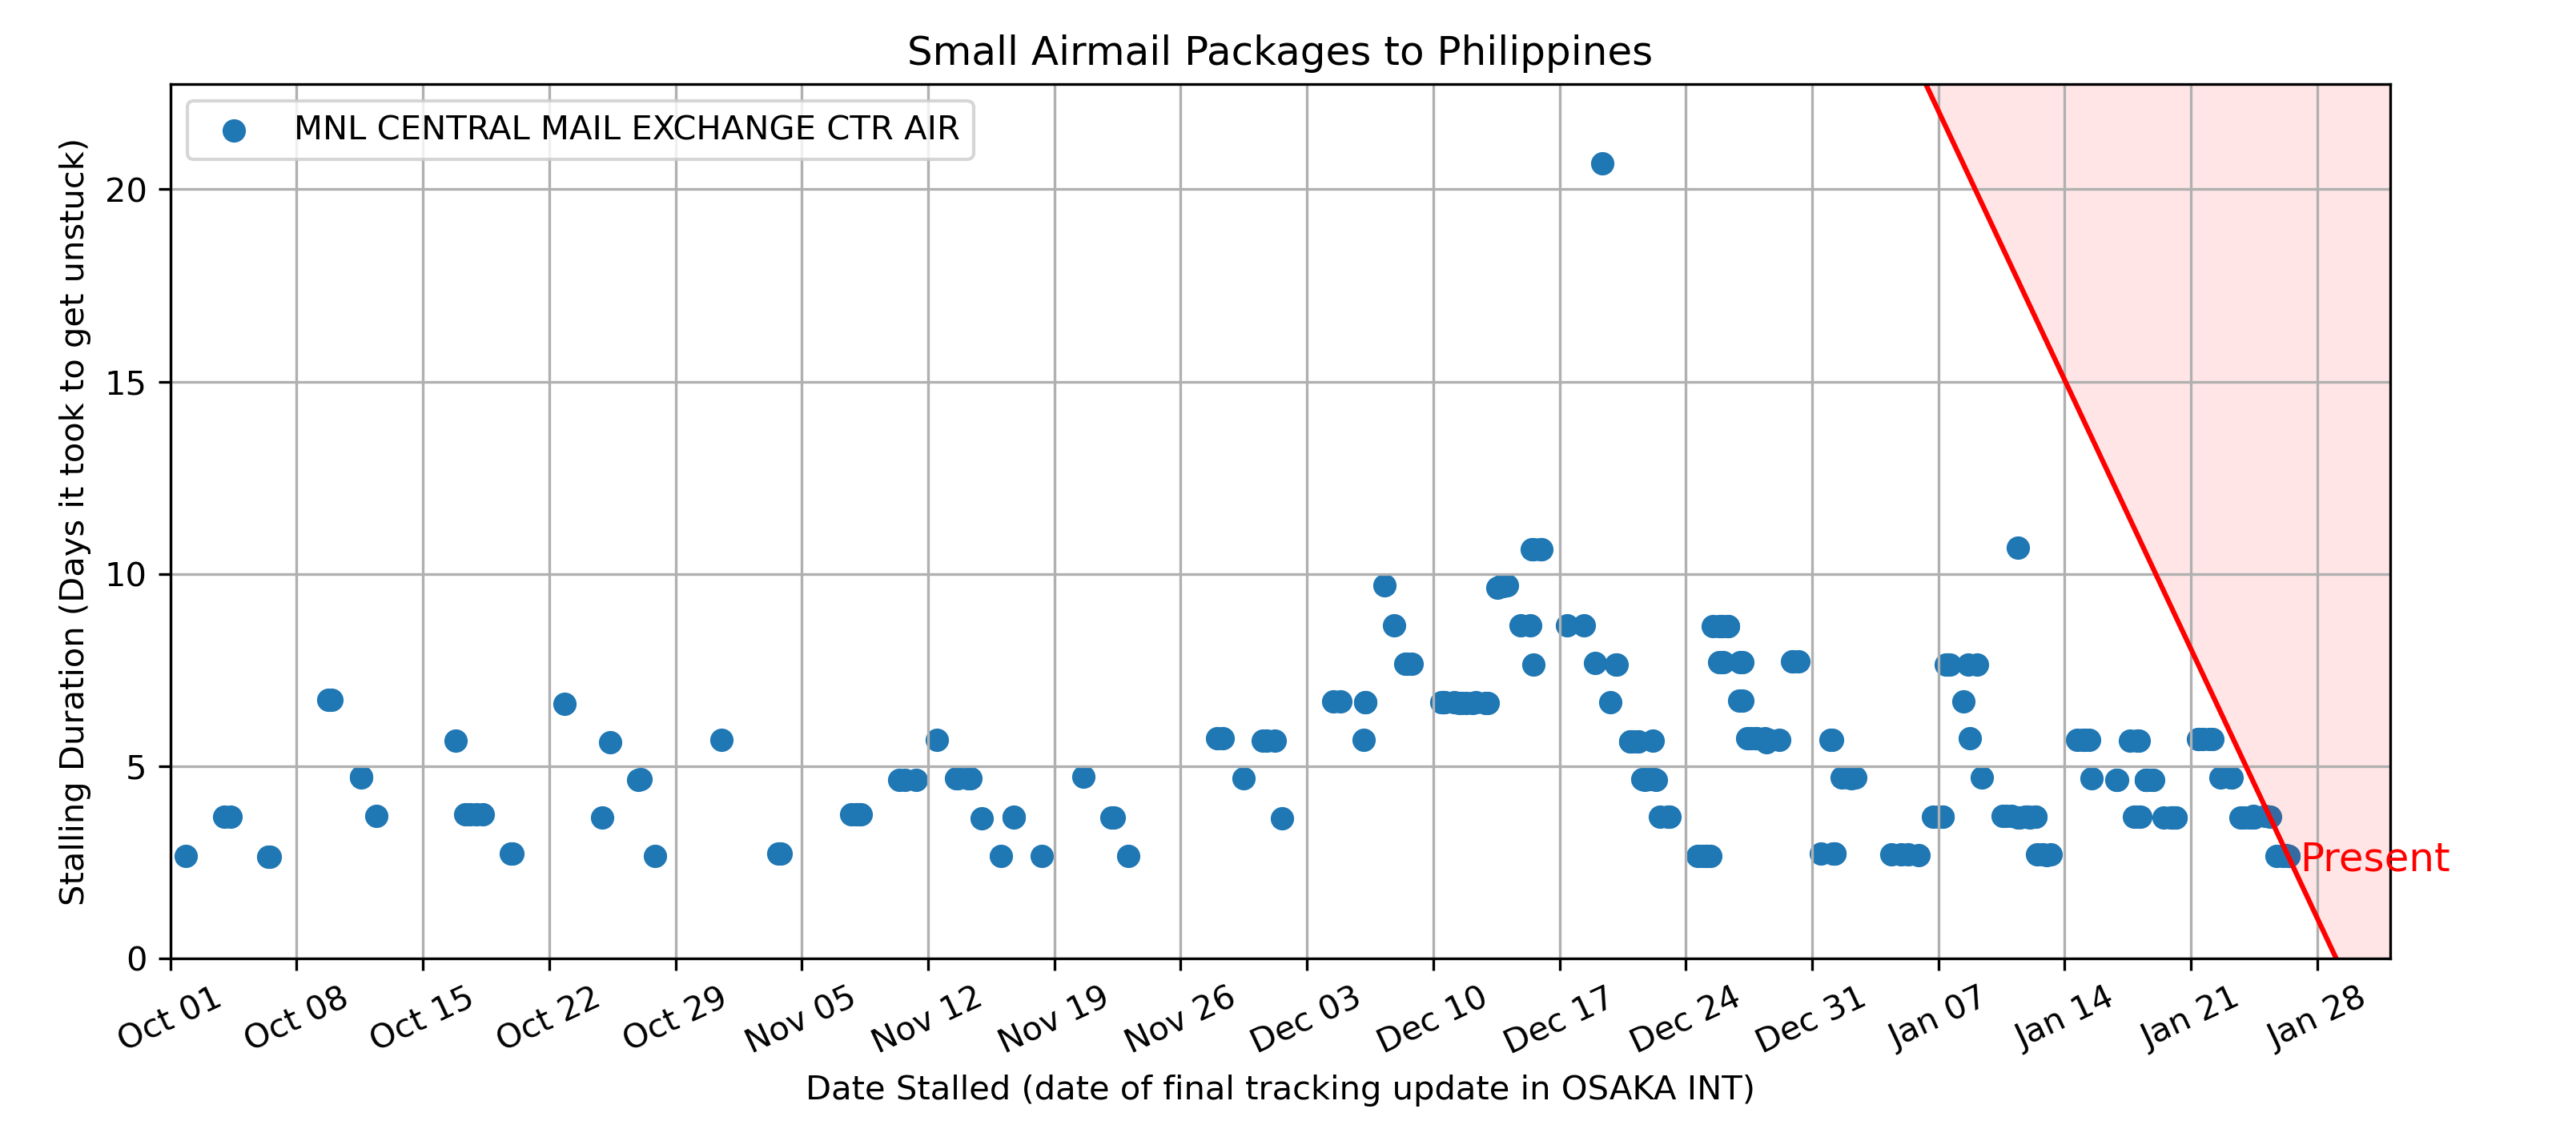 Small Airmail Packages to Philippines
MNL CENTRAL MAIL EXCHANGE CTR AIR
Stalling Duration (Days it took to get unstuck)
20
15
10
5
0
Present
Oct 01
Oct 08
Oct 15
Oct 22
Oct 29
Nov 05
Nov 12
Nov 19
Nov 26
Dec 03
Dec 10
Dec 17
Dec 24
Dec 31
Jan 07
Jan 14
Jan 21
Jan 28
Date Stalled (date of final tracking update in OSAKA INT)